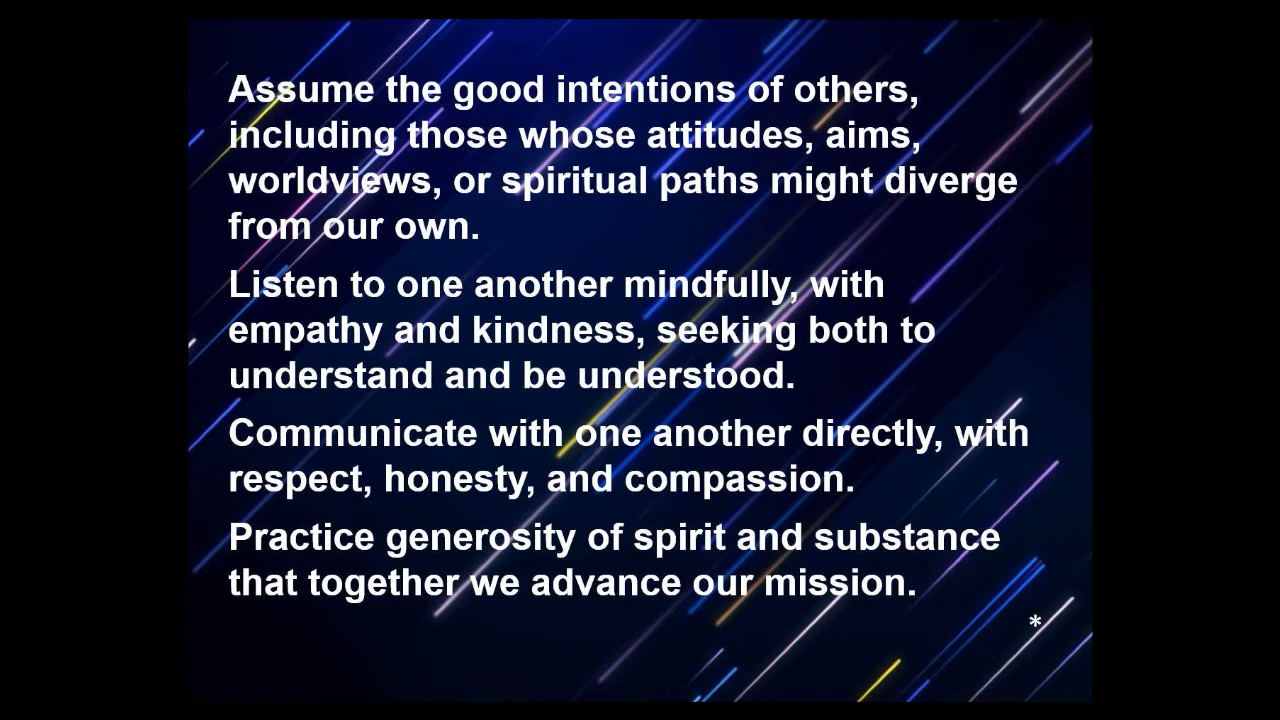 Assume the good intentions of others,
including those whose attitudes, aims,
worldviews, or spiritual paths might diverge
from our own.
Listen to one another mindfully, with
empathy and kindness, seeking both to
understand and be understood.
Communicate with one another directly, with
respect, honesty, and compassion.
Practice generosity of spirit and substance
that together we advance our mission.
*